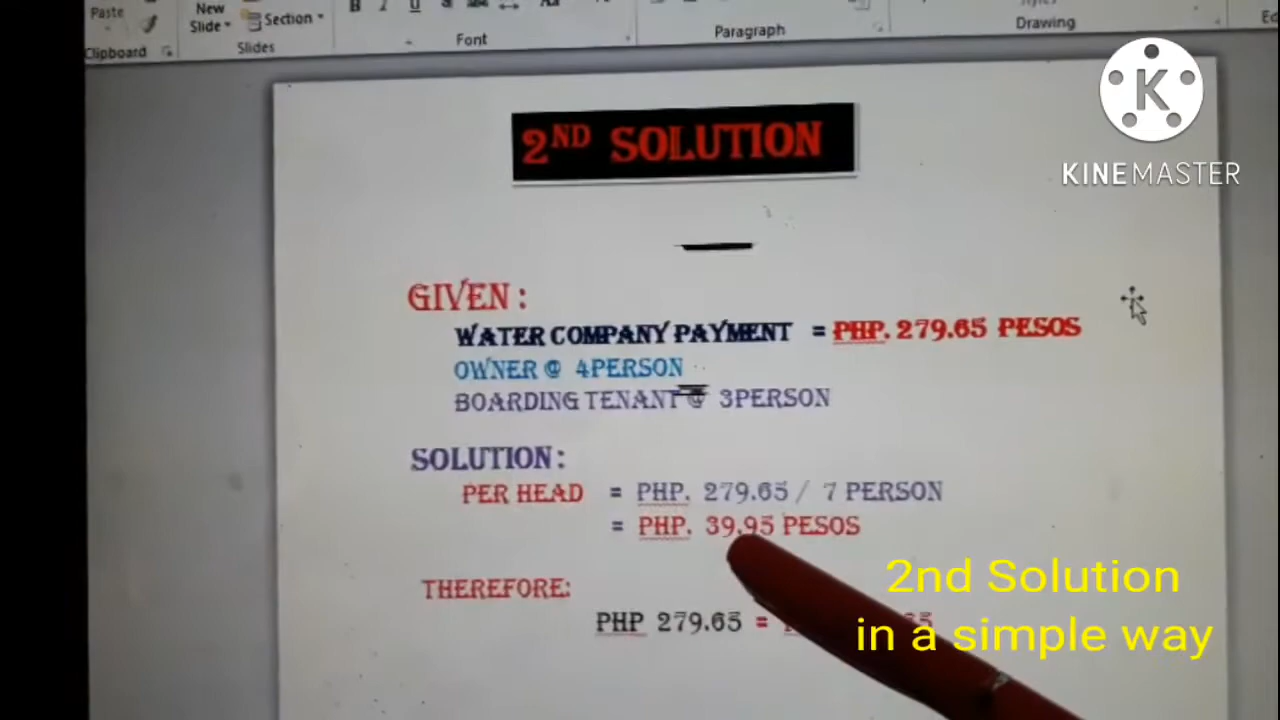 Paste
New
Slide
Section
Clipboard
Slides
Font
Paragraph
Drawing
K
KINEMASTER
2ND SOLUTION
GIVEN :
WATER COMPANY PAYMENT = PHP. 279.65 PESOS
OWNER @ 4PERSON
BOARDING TENANT @ 3PERSON
SOLUTION :
PER HEAD = PHP. 279.65 / 7 PERSON
= PHP. 39.95 PESOS
THEREFORE:
PHP 279.65 =
2nd Solution
in a simple way